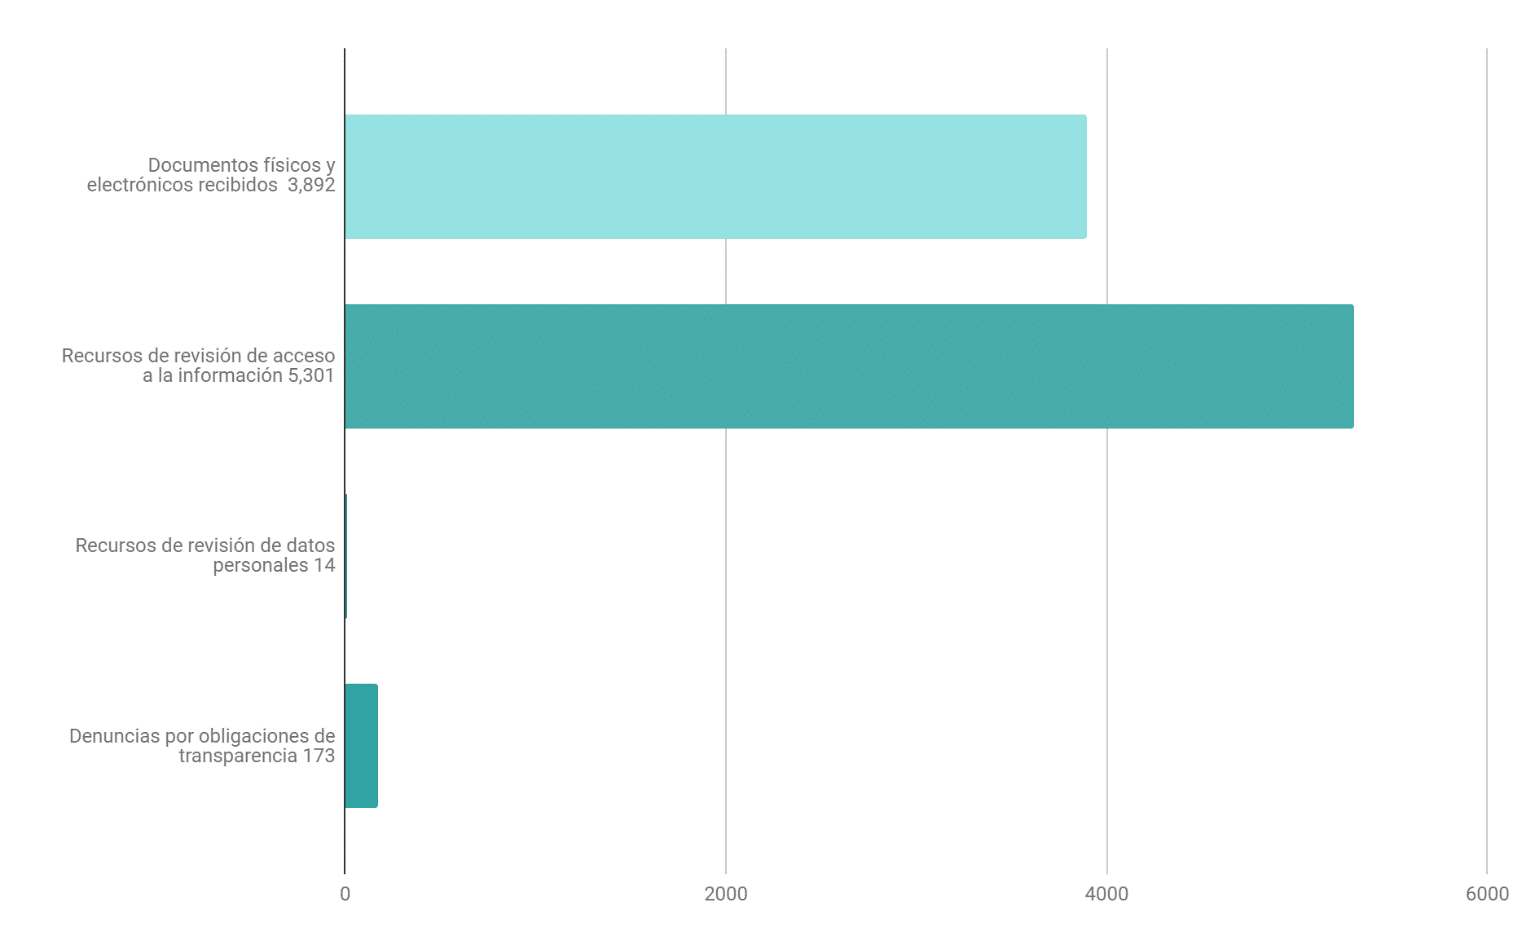 Documentos físicos y
electrónicos recibidos  3,892
Recursos de revisión de acceso
a la información 5,301
Recursos de revisión de datos
personales 14
Denuncias por obligaciones de
transparencia 173
0
2000
4000
6000